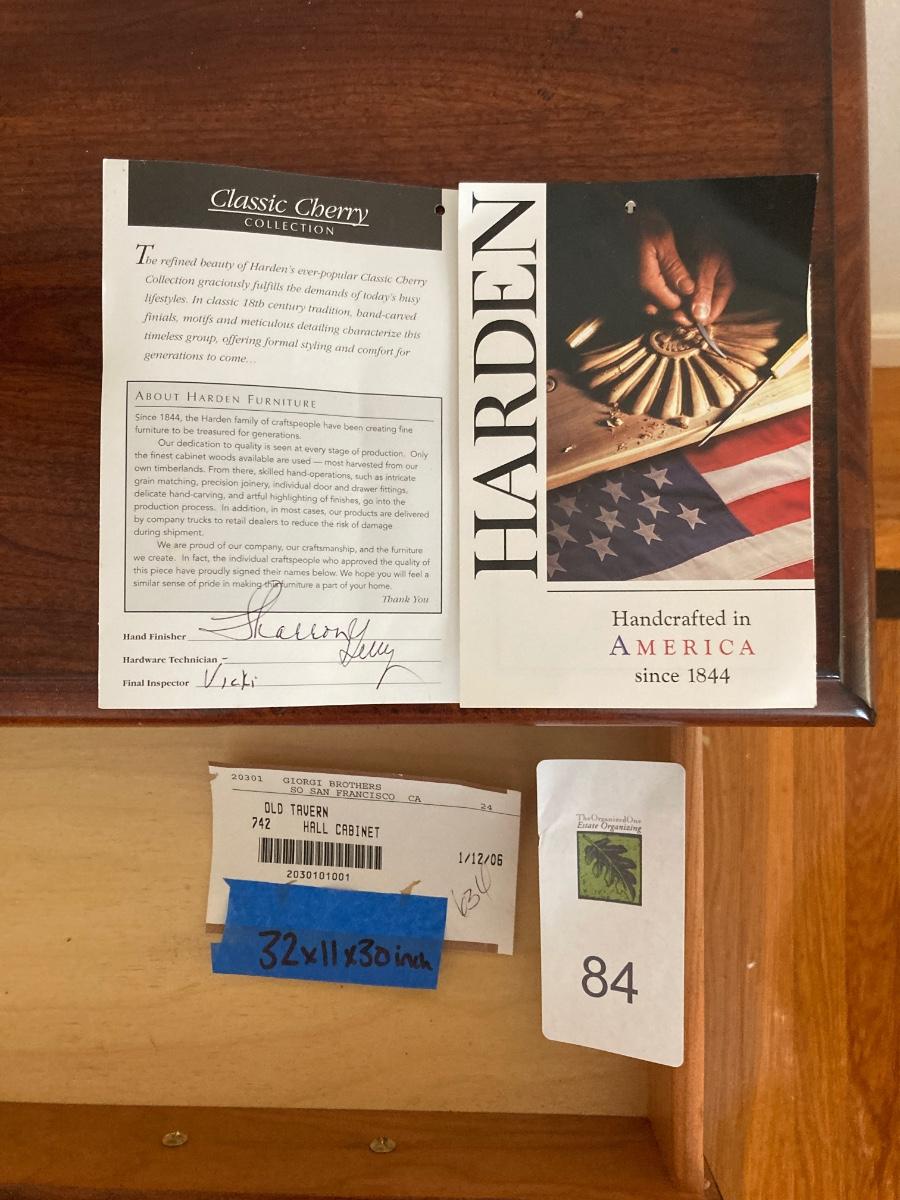 Classic Cherry
COLLECTION
The refined beauty of Harden's ever-popular Classic Cherry
Collection graciously fulfills the demands of today's busy
lifestyles. In classic 18th century tradition, hand-carved
finials, motifs and meticulous detailing characterize this
timeless group, offering formal styling and comfort for
generations to come...
ABOUT HARDEN FURNITURE
Since 1844, the Harden family of craftspeople have been creating fine
furniture to be treasured for generations.
Our dedication to quality is seen at every stage of production. Only
the finest cabinet woods available are used — most harvested from our
own timberlands. From there, skilled hand-operations, such as intricate
grain matching, precision joinery, individual door and drawer fittings,
delicate hand-carving, and artful highlighting of finishes, go into the
production process. In addition, in most cases, our products are delivered
by company trucks to retail dealers to reduce the risk of damage
during shipment.
We are proud of our company, our craftsmanship, and the furniture
we create. In fact, the individual craftspeople who approved the quality of
this piece have proudly signed their names below. We hope you will feel a
similar sense of pride in making this furniture a part of your home.
Thank You
Hand Finisher Sharron
Hardware Technician
Final Inspector Vicki
HARDEN
Handcrafted in
AMERICA
since 1844
20301 GIORGI BROTHERS
SO SAN FRANCISCO CA 24
OLD TAVERN
742 HALL CABINET
1/12/06
2030101001
32x11x30 inch
TheOrganizedOne
Estate Organizing
84